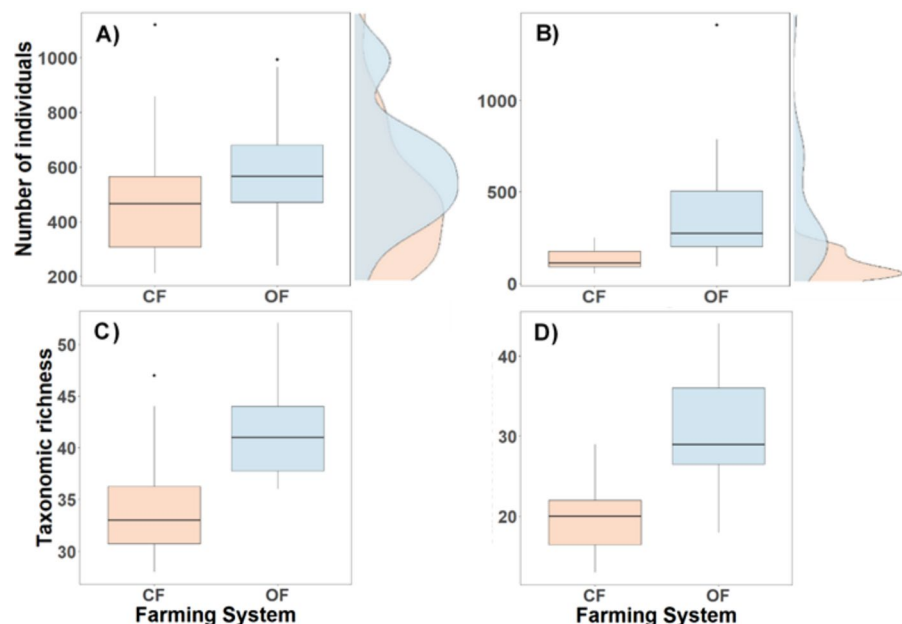 A)
Number of individuals
1000
800
600
400
200
CF
OF
B)
1000
500
0
CF
OF
C)
Taxonomic richness
50
45
40
35
30
CF
OF
Farming System
D)
40
30
20
CF
OF
Farming System